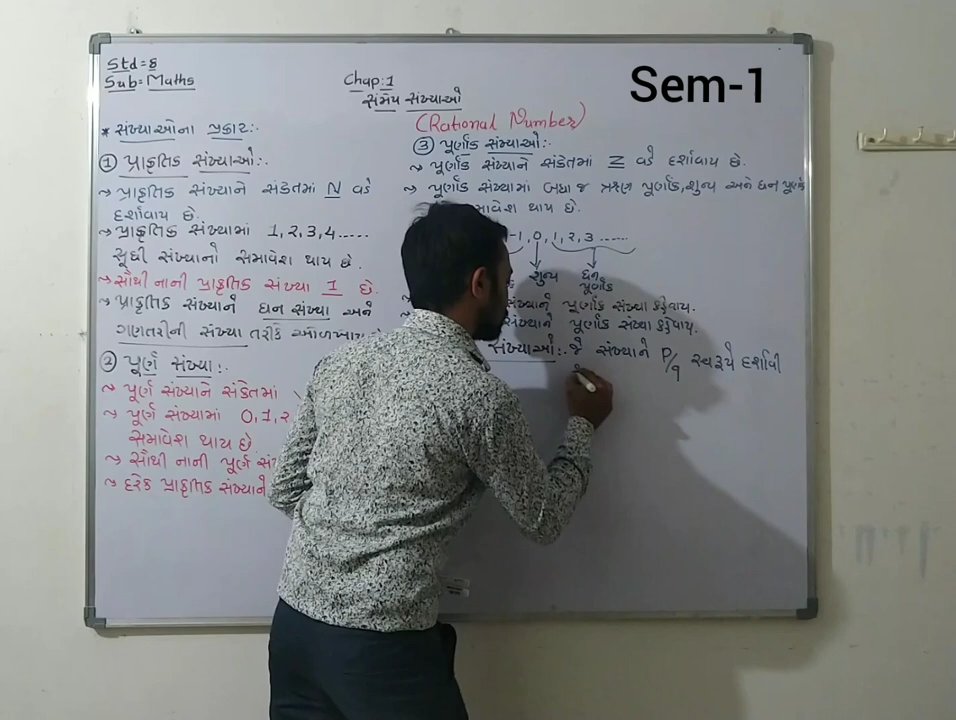 Std = 8
Sub = Maths
Sem-1
Chap:1
સંમેય સંખ્યાઓ
(Rational Number)
* સંખ્યાઓના પ્રકાર:-
① પ્રાકૃતિક સંખ્યાઓ:-
~ પ્રાકૃતિક સંખ્યાને સંકેતમાં N વડે
દર્શાવાય છે.
~ પ્રાકૃતિક સંખ્યામાં 1, 2, 3, 4.....
સુધી સંખ્યાનો સમાવેશ થાય છે.
~ સૌથી નાની પ્રાકૃતિક સંખ્યા 1 છે.
~ પ્રાકૃતિક સંખ્યાને ધન સંખ્યા અને
ગણતરીની સંખ્યા તરીકે ઓળખાય
② પૂર્ણ સંખ્યા:-
~ પૂર્ણ સંખ્યાને સંકેતમાં
~ પૂર્ણ સંખ્યામાં 0, 1, 2
સમાવેશ થાય છે
~ સૌથી નાની પૂર્ણ
~ દરેક પ્રાકૃતિક સંખ્યાને
③ પૂર્ણાંક સંખ્યાઓ:-
~ પૂર્ણાંક સંખ્યાને સંકેતમાં Z વડે દર્શાવાય છે.
~ પૂર્ણાંક સંખ્યામાં બધા જ ઋણ પૂર્ણાંક, શુન્ય અને ધન પૂર્ણાંક
સમાવેશ થાય છે.
-1, 0, 1, 2, 3 ......
શુન્ય ધન પૂર્ણાંક
સંખ્યાને પૂર્ણાંક સંખ્યા કહેવાય.
સંખ્યાને પૂર્ણાંક સંખ્યા કહેવાય.
સંખ્યાઓ:- જે સંખ્યાને P/q સ્વરૂપે દર્શાવી